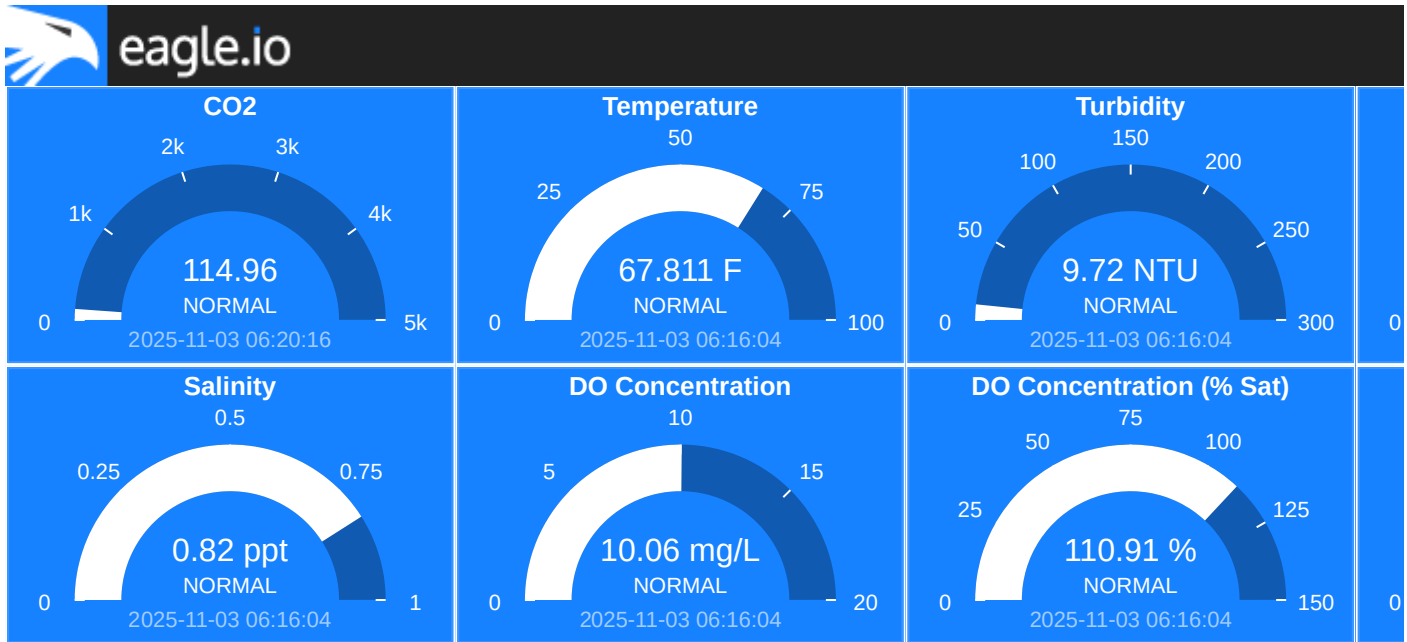 eagle.io
CO2
2k 3k
1k 4k
114.96
NORMAL
0 5k
2025-11-03 06:20:16
Temperature
50
25 75
67.811 F
NORMAL
0 100
2025-11-03 06:16:04
Turbidity
150
100 200
50 250
9.72 NTU
NORMAL
0 300
2025-11-03 06:16:04
0
Salinity
0.5
0.25 0.75
0.82 ppt
NORMAL
0 1
2025-11-03 06:16:04
DO Concentration
10
5 15
10.06 mg/L
NORMAL
0 20
2025-11-03 06:16:04
DO Concentration (% Sat)
75
50 100
25 125
110.91 %
NORMAL
0 150
2025-11-03 06:16:04
0